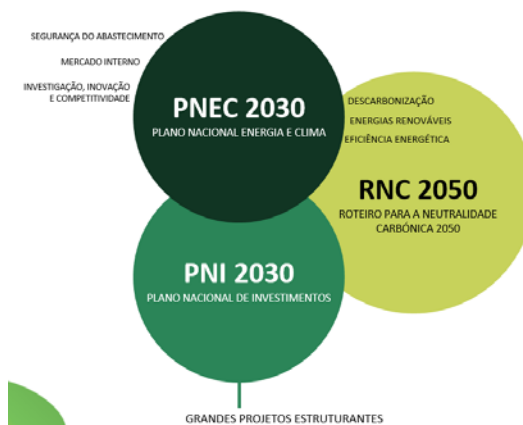 SEGURANÇA DO ABASTECIMENTO
MERCADO INTERNO
INVESTIGAÇÃO, INOVAÇÃO
E COMPETITIVIDADE
PNEC 2030
PLANO NACIONAL ENERGIA E CLIMA
DESCARBONIZAÇÃO
ENERGIAS RENOVÁVEIS
EFICIÊNCIA ENERGÉTICA
RNC 2050
ROTEIRO PARA A NEUTRALIDADE
CARBÓNICA 2050
PNI 2030
PLANO NACIONAL DE INVESTIMENTOS
GRANDES PROJETOS ESTRUTURANTES